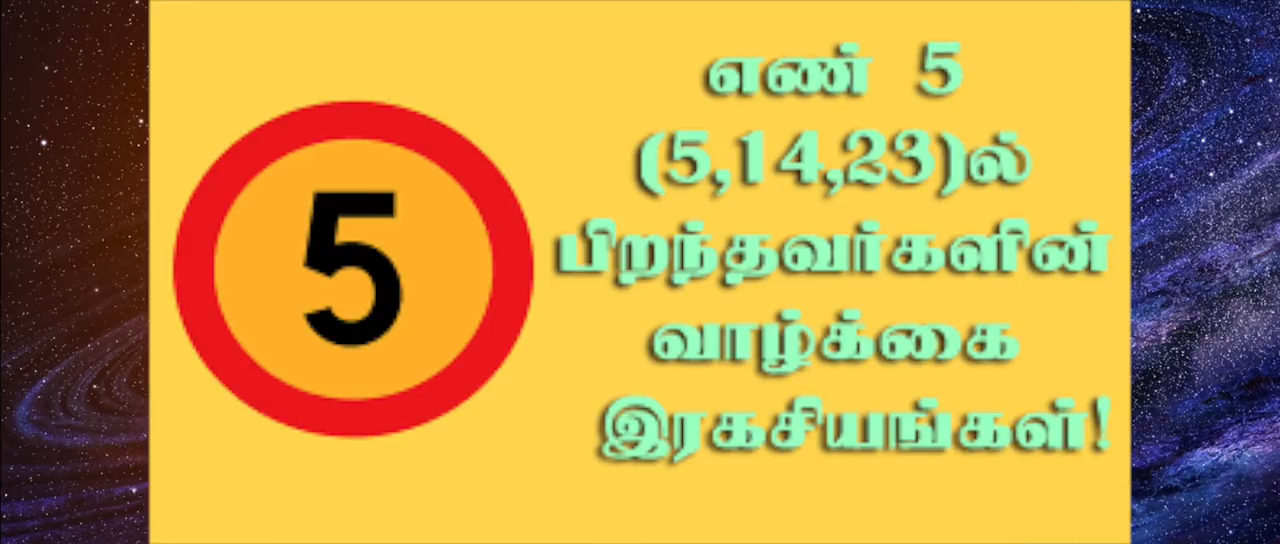 5
எண் 5
(5,14,23)ல்
பிறந்தவர்களின்
வாழ்க்கை
இரகசியங்கள்!